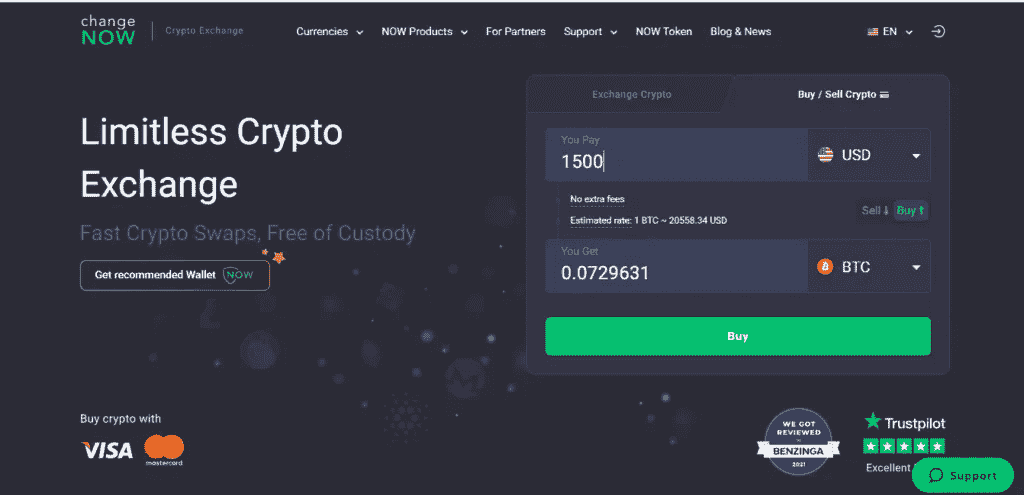 change
NOW
Crypto Exchange
Currencies
NOW Products
For Partners
Support
NOW Token
Blog & News
EN
Limitless Crypto
Exchange
Fast Crypto Swaps, Free of Custody
Get recommended Wallet NOW
Exchange Crypto
Buy / Sell Crypto
You Pay
1500
USD
No extra fees
Estimated rate: 1 BTC ~ 20558.34 USD
Sell
Buy
You Get
0.0729631
BTC
Buy
Buy crypto with
VISA
mastercard
WE GOT
REVIEWED
BENZINGA
2021
Trustpilot
Excellent
Support